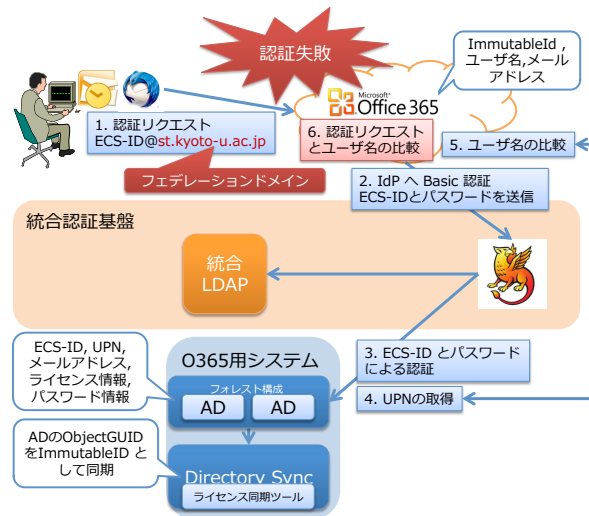 認証失敗
ImmutableId ,
ユーザ名,メール
アドレス
Microsoft
Office 365
1. 認証リクエスト
ECS-ID@st.kyoto-u.ac.jp
6. 認証リクエスト
とユーザ名の比較
5. ユーザ名の比較
フェデレーションドメイン
2. IdP へ Basic 認証
ECS-IDとパスワードを送信
統合認証基盤
統合
LDAP
ECS-ID, UPN,
メールアドレス,
ライセンス情報,
パスワード情報
O365用システム
フォレスト構成
AD
AD
3. ECS-ID とパスワード
による認証
4. UPNの取得
ADのObjectGUID
をImmutableID と
して同期
Directory Sync
ライセンス同期ツール